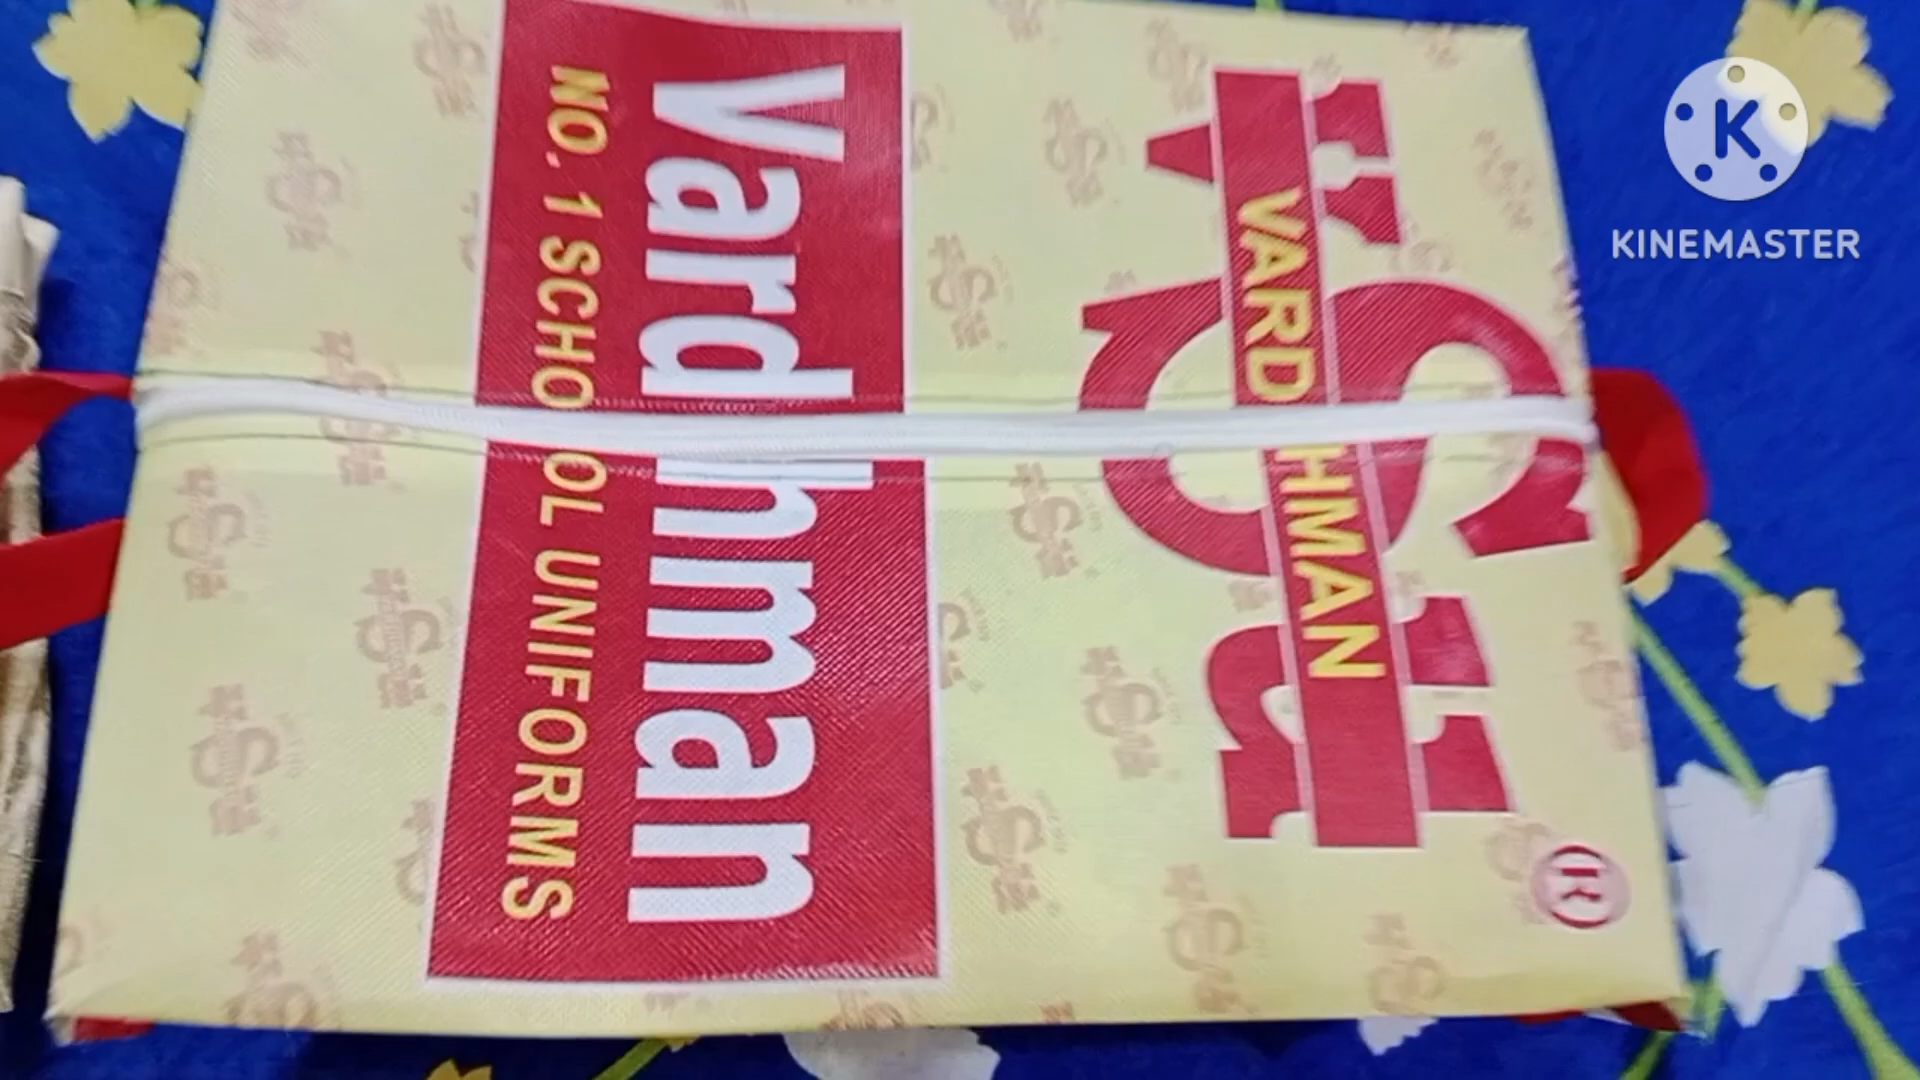 VARDHMAN
®
Vardhman
NO. 1 SCHOOL UNIFORMS
KINEMASTER